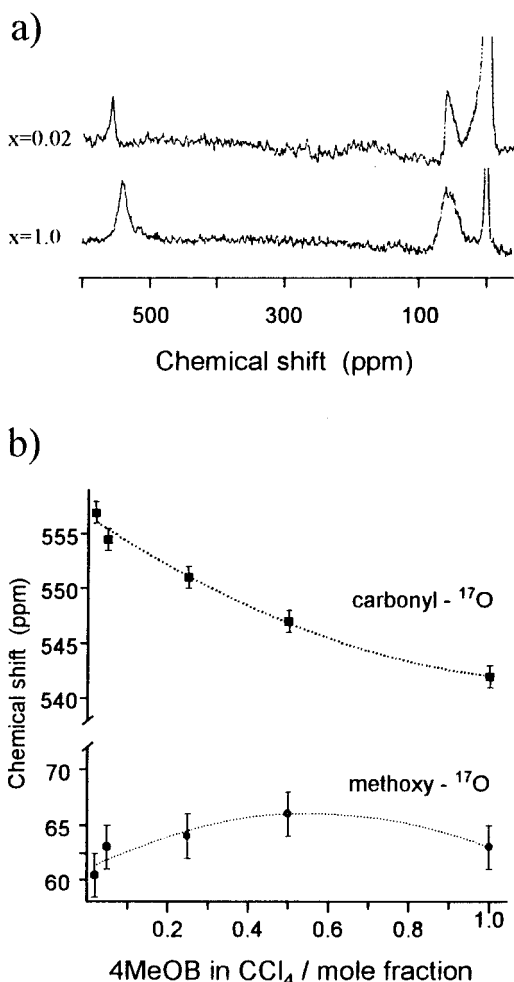 a)
x=0.02
x=1.0
500 300 100
Chemical shift (ppm)
b)
Chemical shift (ppm)
555
550
545
540
70
65
60
carbonyl - ¹⁷O
methoxy - ¹⁷O
0.2 0.4 0.6 0.8 1.0
4MeOB in CCl₄ / mole fraction